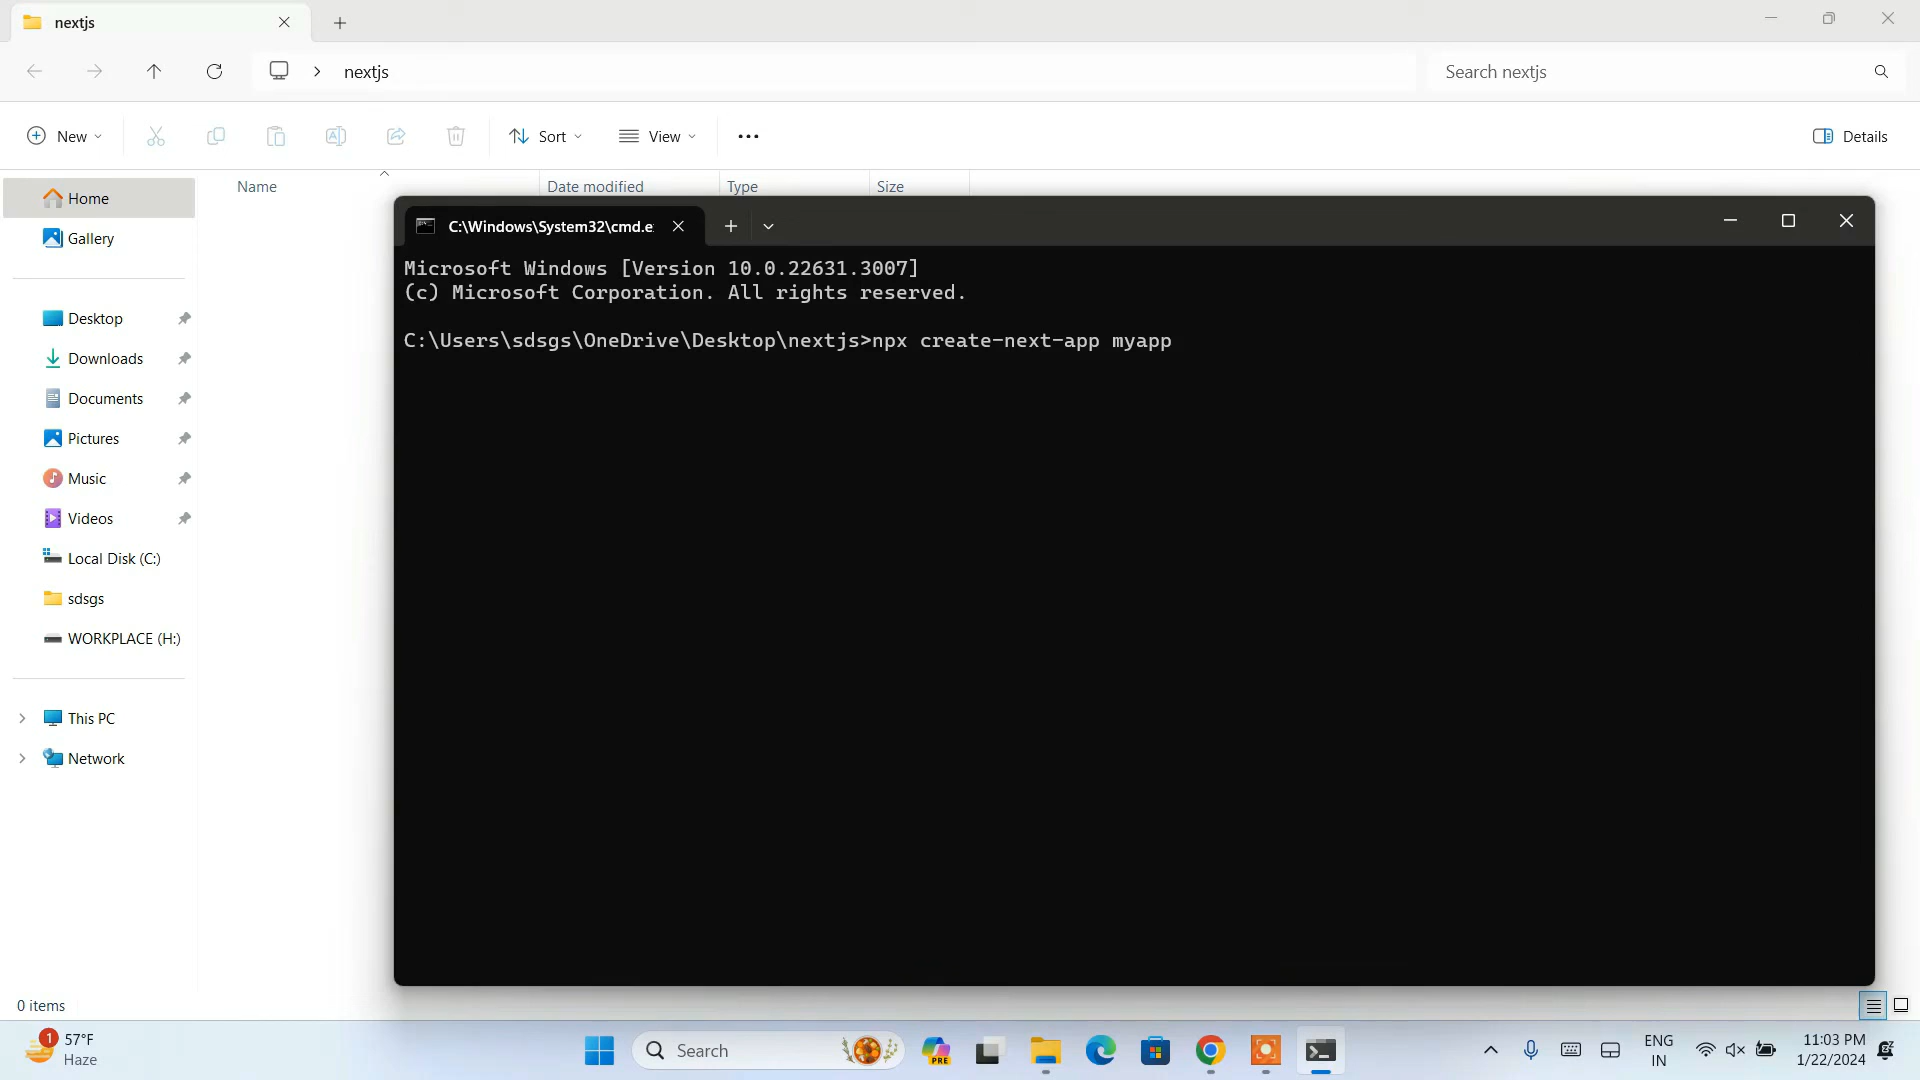 nextjs
nextjs
Search nextjs
New
Sort
View
Details
Name
Date modified
Type
Size
Home
Gallery
Desktop
Downloads
Documents
Pictures
Music
Videos
Local Disk (C:)
sdsgs
WORKPLACE (H:)
This PC
Network
C:\Windows\System32\cmd.e
Microsoft Windows [Version 10.0.22631.3007]
(c) Microsoft Corporation. All rights reserved.
C:\Users\sdsgs\OneDrive\Desktop\nextjs>npx create-next-app myapp
0 items
1
57°F
Haze
Search
PRE
ENG
IN
11:03 PM
1/22/2024